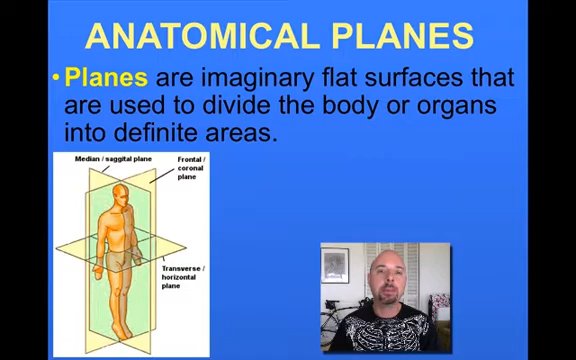 ANATOMICAL PLANES
• Planes are imaginary flat surfaces that
are used to divide the body or organs
into definite areas.
Median / saggital plane
Frontal /
coronal
plane
Transverse /
horizontal
plane